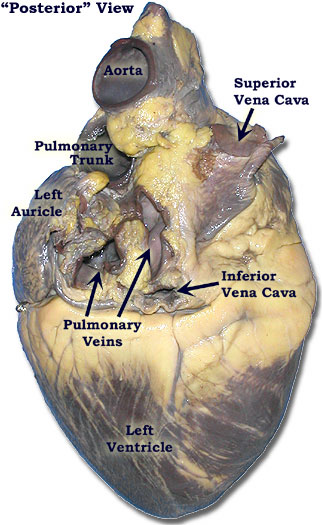 “Posterior” View
Aorta
Superior
Vena Cava
Pulmonary
Trunk
Left
Auricle
Inferior
Vena Cava
Pulmonary
Veins
Left
Ventricle